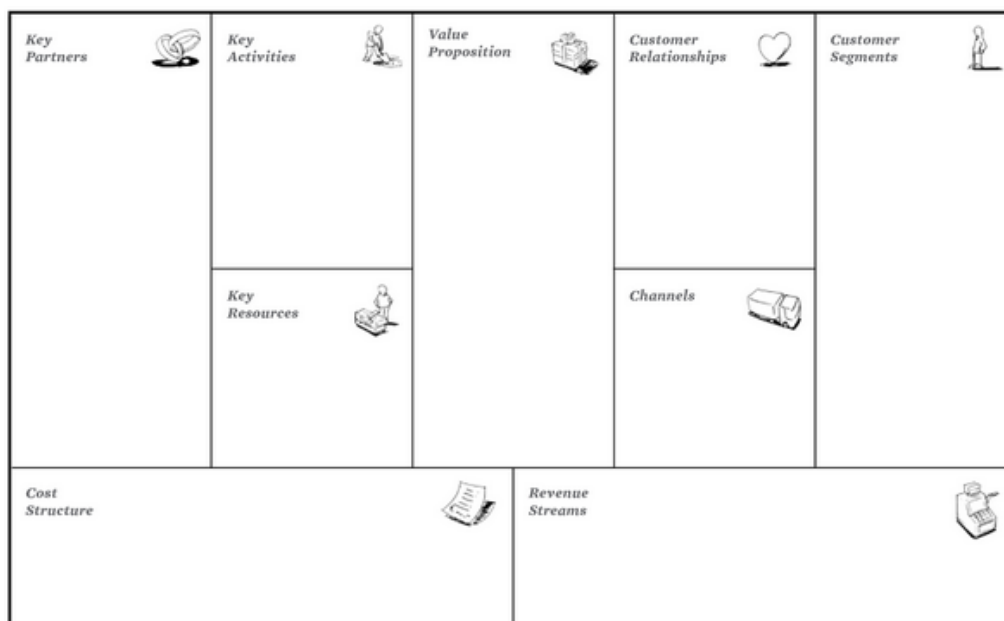 Key
Partners
Key
Activities
Value
Proposition
Customer
Relationships
Customer
Segments
Key
Resources
Channels
Cost
Structure
Revenue
Streams